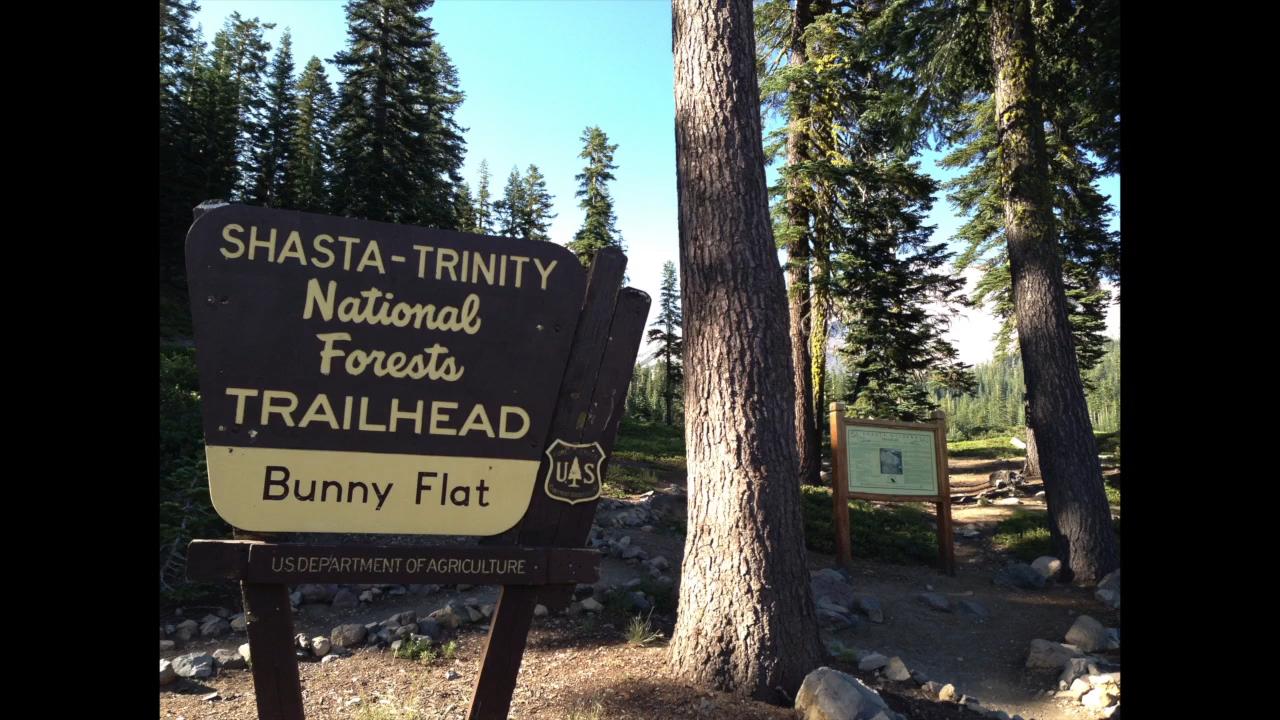 SHASTA-TRINITY
National
Forests
TRAILHEAD
Bunny Flat
US
US DEPARTMENT OF AGRICULTURE